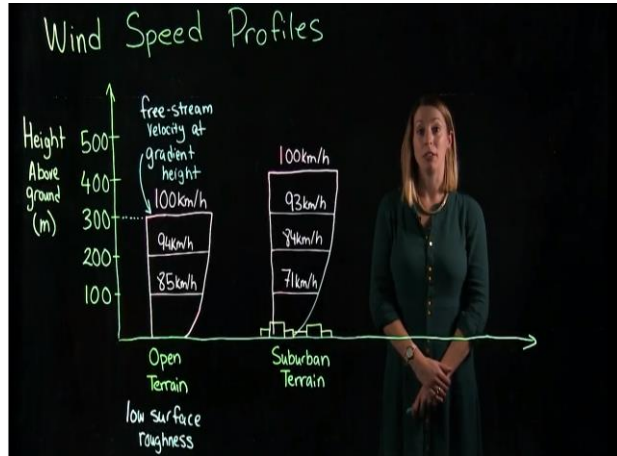 Wind Speed Profiles
Height
Above
ground
(m)
500
400
300
200
100
free-stream
velocity at
gradient
height
100km/h
94km/h
85km/h
100km/h
93km/h
84km/h
71km/h
Open
Terrain
low surface
roughness
Suburban
Terrain